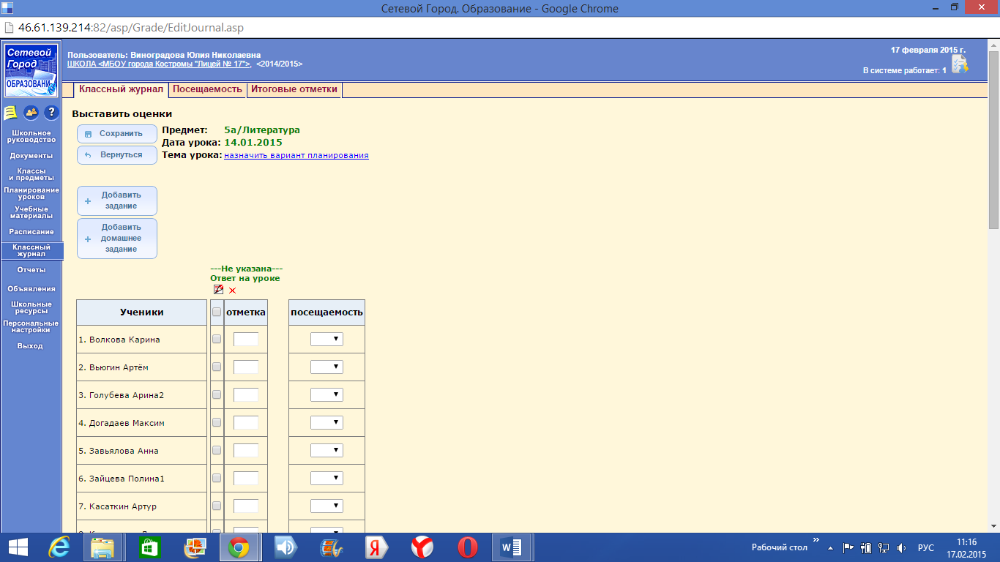 Сетевой Город. Образование - Google Chrome
46.61.139.214:82/asp/Grade/EditJournal.asp
Сетевой
Город
ОБРАЗОВАНИЕ
Пользователь: Виноградова Юлия Николаевна
ШКОЛА <МБОУ города Костромы "Лицей № 17">, <2014/2015>
17 февраля 2015 г.
В системе работает: 1
Классный журнал
Посещаемость
Итоговые отметки
Школьное
руководство
Документы
Классы
и предметы
Планирование
уроков
Учебные
материалы
Расписание
Классный
журнал
Отчеты
Объявления
Школьные
ресурсы
Персональные
настройки
Выход
Выставить оценки
Сохранить
Вернуться
Предмет: 5а/Литература
Дата урока: 14.01.2015
Тема урока: назначить вариант планирования
Добавить
задание
Добавить
домашнее
задание
---Не указана---
Ответ на уроке
Ученики отметка посещаемость
1. Волкова Карина
2. Вьюгин Артём
3. Голубева Арина2
4. Догадаев Максим
5. Завьялова Анна
6. Зайцева Полина1
7. Касаткин Артур
Рабочий стол
РУС
11:16
17.02.2015